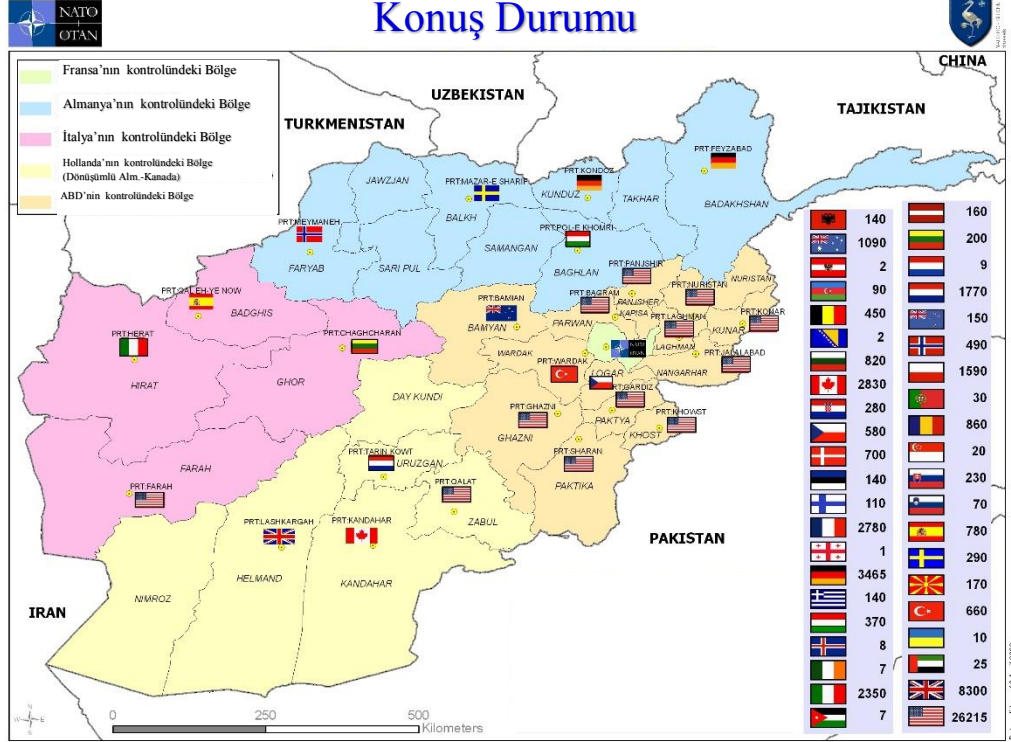 NATO
OTAN
Konuş Durumu
Fransa’nın kontrolündeki Bölge
Almanya’nın kontrolündeki Bölge
İtalya’nın kontrolündeki Bölge
Hollanda’nın kontrolündeki Bölge
(Dönüşümlü Alm.-Kanada)
ABD’nin kontrolündeki Bölge
CHINA
UZBEKISTAN
TAJIKISTAN
TURKMENISTAN
PRT:FEYZABAD
PRT:KONDOZ
PRT:MAZAR-E SHARIF
JAWZJAN
KUNDUZ
TAKHAR
BADAKHSHAN
BALKH
PRT:MEYMANEH
PRT:POL-E KHOMRI
SAMANGAN
FARYAB
SARI PUL
BAGHLAN
PRT:PANJSHIR
NURISTAN
PRT:QALEH-YE NOW
PRT:BAGRAM
PRT:NURISTAN
PRT:BAMIAN
PANJSHER
BADGHIS
KAPISA
PRT:KONAR
PRT:HERAT
PRT:CHAGHCHARAN
BAMYAN
PARWAN
PRT:LAGHMAN
KUNAR
LAGHMAN
WARDAK
PRT:JALALABAD
PRT:WARDAK
LOGAR
NANGARHAR
HIRAT
GHOR
PRT:GARDIZ
DAY KUNDI
PRT:GHAZNI
PAKTYA
PRT:KHOWST
GHAZNI
KHOST
PRT:TARIN KOWT
PRT:SHARAN
URUZGAN
FARAH
PRT:FARAH
PRT:QALAT
PAKTIKA
PRT:LASHKARGAH
PRT:KANDAHAR
ZABUL
PAKISTAN
HELMAND
KANDAHAR
NIMROZ
IRAN
0 250 500
Kilometers
N
W E
S
140
1090
2
90
450
2
820
2830
280
580
700
140
110
2780
1
3465
140
370
8
7
2350
7
160
200
9
1770
150
490
1590
30
860
20
230
70
780
290
170
660
10
25
8300
26215